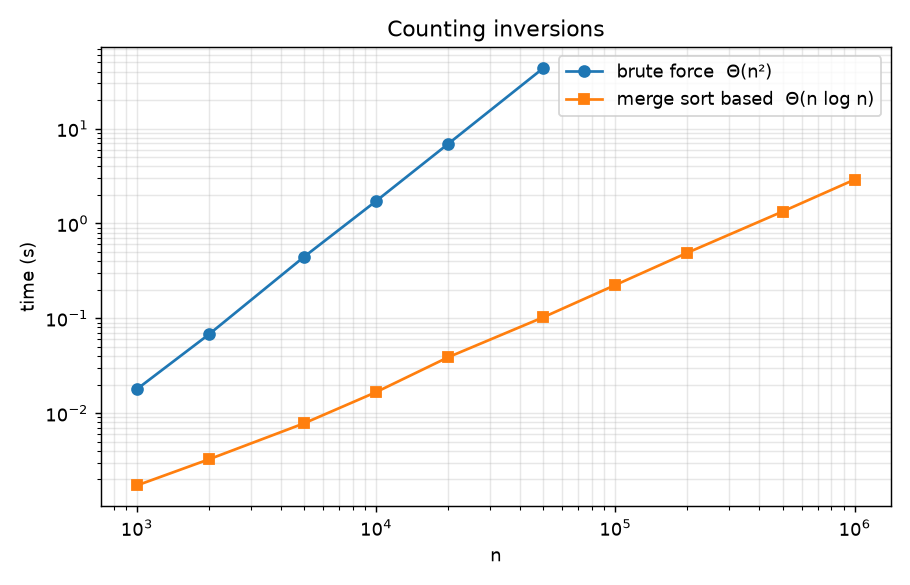 Counting inversions
brute force  Θ(n²)
merge sort based  Θ(n log n)
time (s)
10¹
10⁰
10⁻¹
10⁻²
10³
10⁴
10⁵
10⁶
n